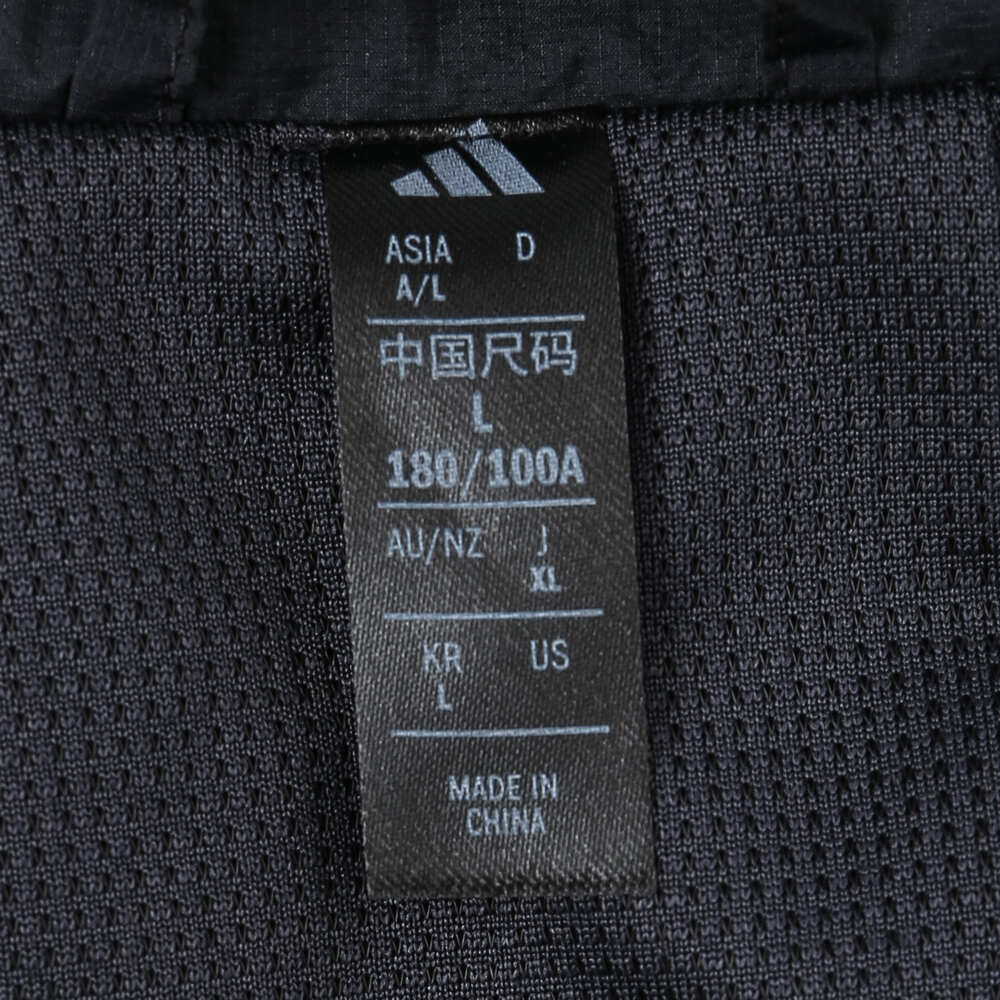 ASIA D
A/L
中国尺码
L
180/100A
AU/NZ J
XL
KR US
L
MADE IN
CHINA